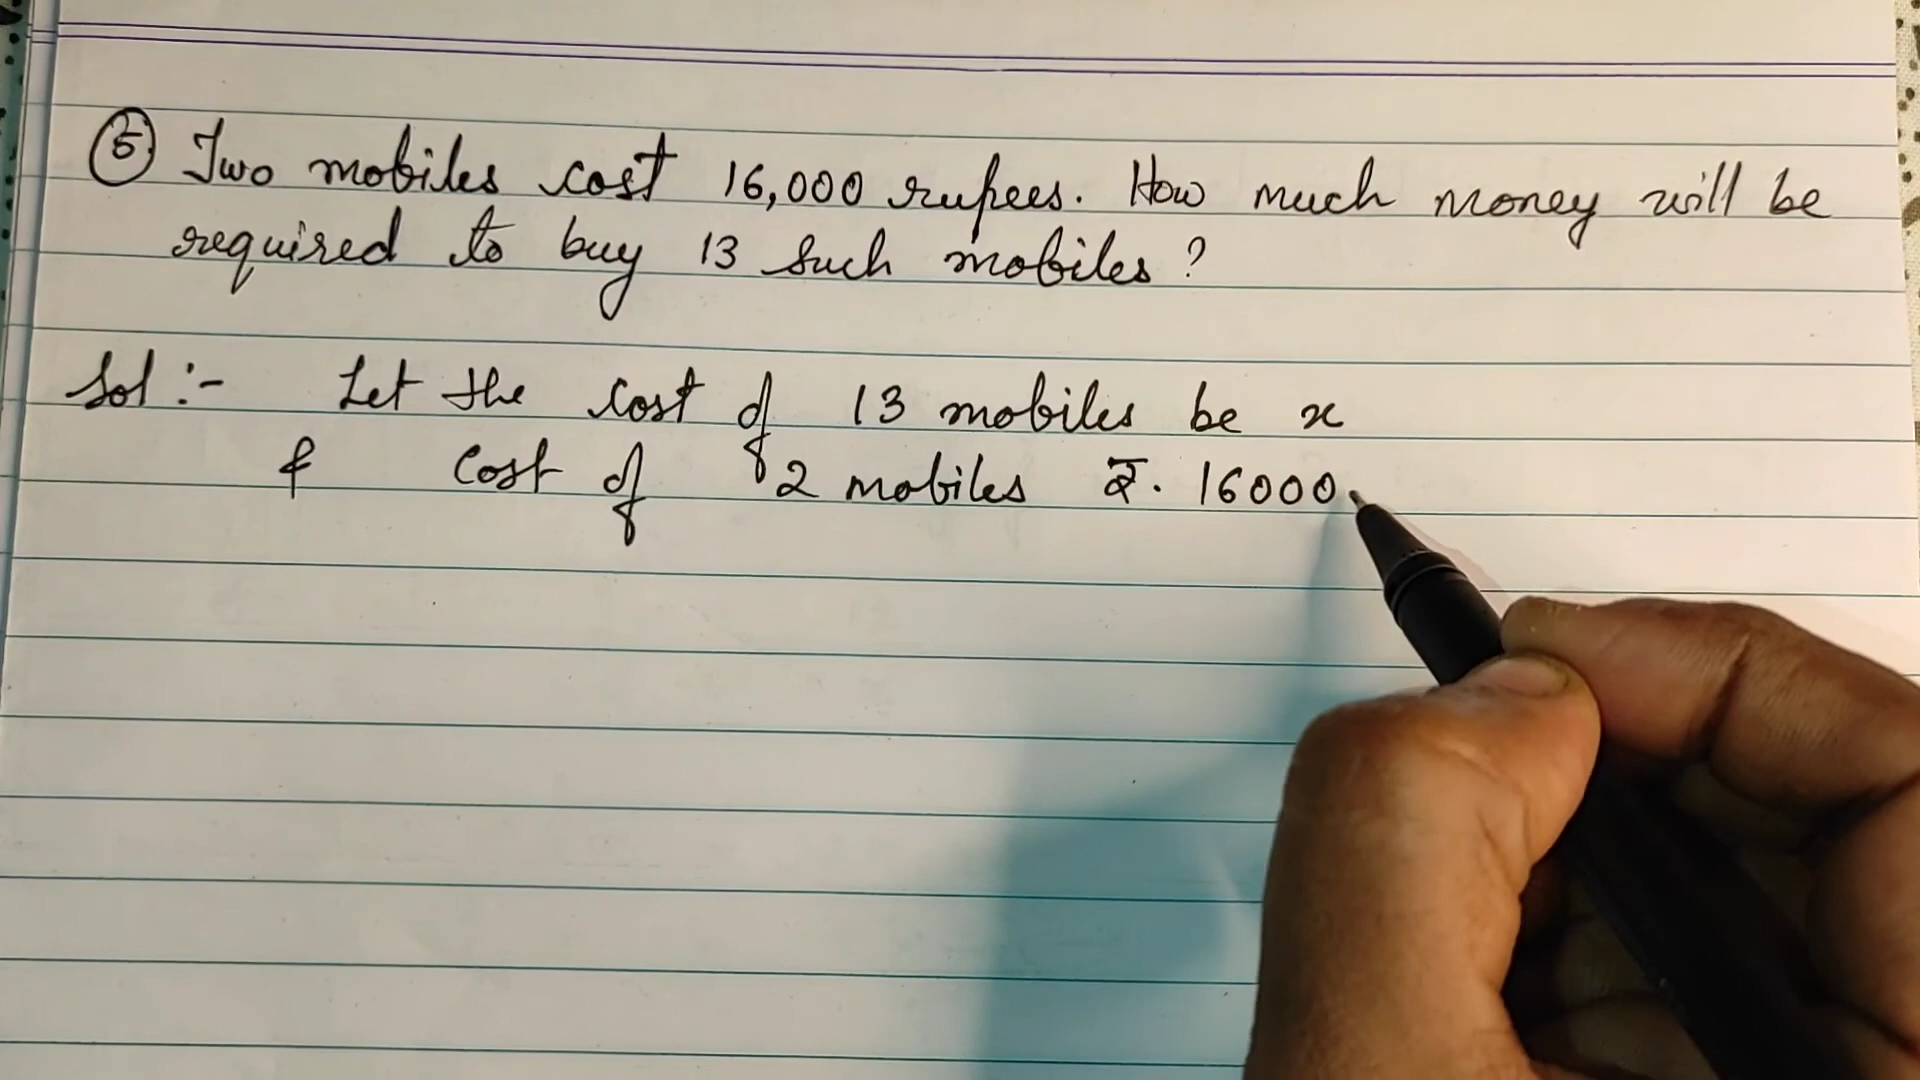 5 Two mobiles cost 16,000 rupees. How much money will be
required to buy 13 such mobiles ?
Sol :- Let the cost of 13 mobiles be x
& Cost of 2 mobiles ₹. 16000